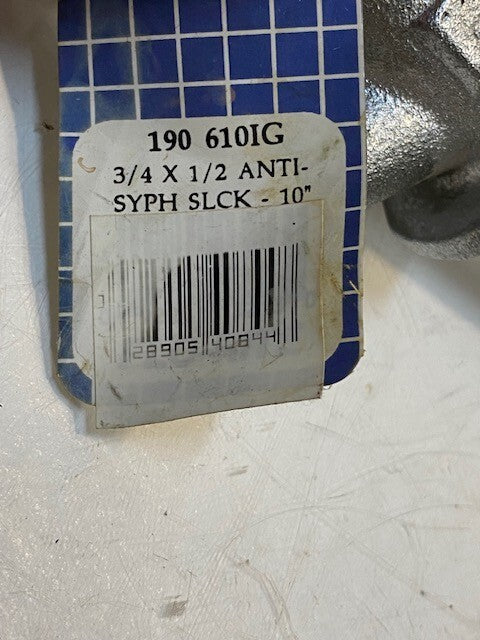 190 610IG
3/4 X 1/2 ANTI-
SYPH SLCK - 10"
28905 40844